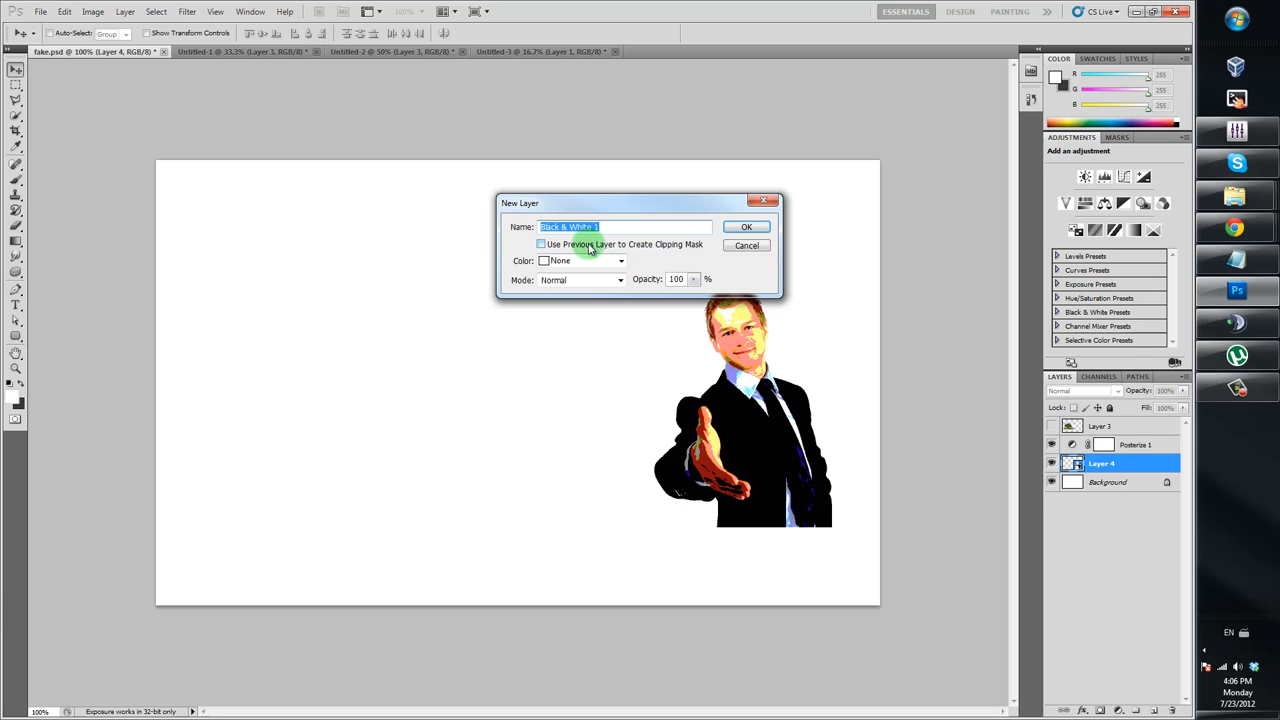 Ps File Edit Image Layer Select Filter View Window Help 100% ESSENTIALS DESIGN PAINTING CS Live
Auto-Select: Group Show Transform Controls
fake.psd @ 100% (Layer 4, RGB/8) * Untitled-1 @ 33.3% (Layer 3, RGB/8) * Untitled-2 @ 50% (Layer 3, RGB/8) * Untitled-3 @ 16.7% (Layer 1, RGB/8) *
COLOR SWATCHES STYLES
R 255
G 255
B 255
ADJUSTMENTS MASKS
Add an adjustment
New Layer
Name: Black & White 1 OK
Use Previous Layer to Create Clipping Mask Cancel
Color: None
Mode: Normal Opacity: 100 %
Levels Presets
Curves Presets
Exposure Presets
Hue/Saturation Presets
Black & White Presets
Channel Mixer Presets
Selective Color Presets
LAYERS CHANNELS PATHS
Normal Opacity: 100%
Lock: Fill: 100%
Layer 3
Posterize 1
Layer 4
Background
EN
4:06 PM
Monday
7/23/2012
100% Exposure works in 32-bit only